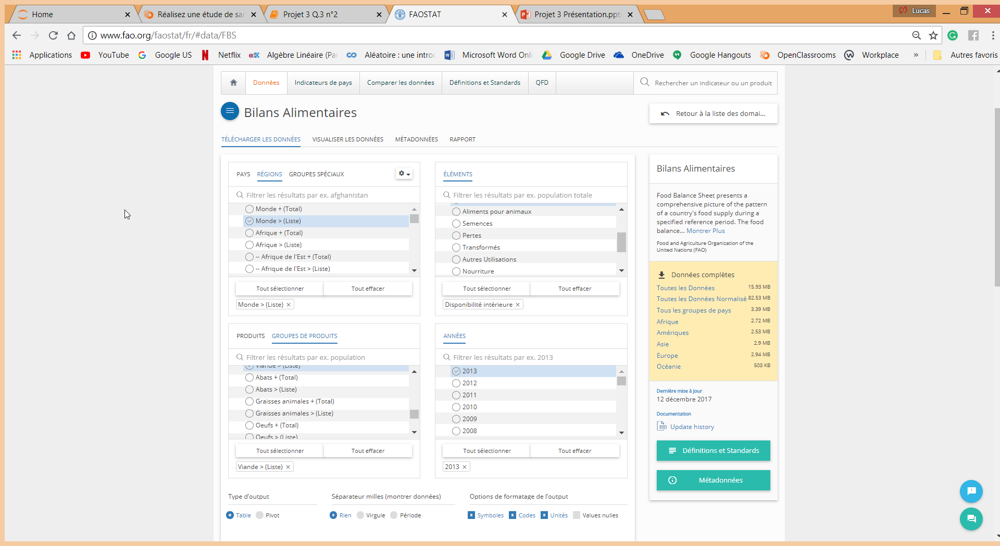 Home
Réalisez une étude de sa
Projet 3 Q.3 n°2
FAOSTAT
Projet 3 Présentation.ppt
Lucas
www.fao.org/faostat/fr/#data/FBS
Applications
YouTube
Google US
Netflix
Algèbre Linéaire (Pa
Aléatoire : une introd
Microsoft Word Onli
Google Drive
OneDrive
Google Hangouts
OpenClassrooms
Workplace
»
Autres favoris
Données
Indicateurs de pays
Comparer les données
Définitions et Standards
QFD
Rechercher un indicateur ou un produit
Bilans Alimentaires
Retour à la liste des domai...
TÉLÉCHARGER LES DONNÉES
VISUALISER LES DONNÉES
MÉTADONNÉES
RAPPORT
PAYS
RÉGIONS
GROUPES SPÉCIAUX
Filtrer les résultats par ex. afghanistan
Monde + (Total)
Monde > (Liste)
Afrique + (Total)
Afrique > (Liste)
-- Afrique de l'Est + (Total)
-- Afrique de l'Est > (Liste)
Tout sélectionner
Tout effacer
Monde > (Liste) ×
ÉLÉMENTS
Filtrer les résultats par ex. population totale
Aliments pour animaux
Semences
Pertes
Transformés
Autres Utilisations
Nourriture
Tout sélectionner
Tout effacer
Disponibilité intérieure ×
PRODUITS
GROUPES DE PRODUITS
Filtrer les résultats par ex. population
Viande > (Liste)
Abats + (Total)
Abats > (Liste)
Graisses animales + (Total)
Graisses animales > (Liste)
Oeufs + (Total)
Oeufs > (Liste)
Tout sélectionner
Tout effacer
Viande > (Liste) ×
ANNÉES
Filtrer les résultats par ex. 2013
2013
2012
2011
2010
2009
2008
Tout sélectionner
Tout effacer
2013 ×
Type d'output
Table
Pivot
Séparateur milles (montrer données)
Rien
Virgule
Période
Options de formatage de l'output
Symboles
Codes
Unités
Values nulles
Bilans Alimentaires
Food Balance Sheet presents a
comprehensive picture of the pattern
of a country's food supply during a
specified reference period. The food
balance... Montrer Plus
Food and Agriculture Organization of the
United Nations (FAO)
Données complètes
Toutes les Données 15.93 MB
Toutes les Données Normalisé 82.53 MB
Tous les groupes de pays 3.39 MB
Afrique 2.72 MB
Amériques 2.53 MB
Asie 2.9 MB
Europe 2.94 MB
Océanie 503 KB
Dernière mise à jour
12 décembre 2017
Documentation
Update history
Définitions et Standards
Métadonnées